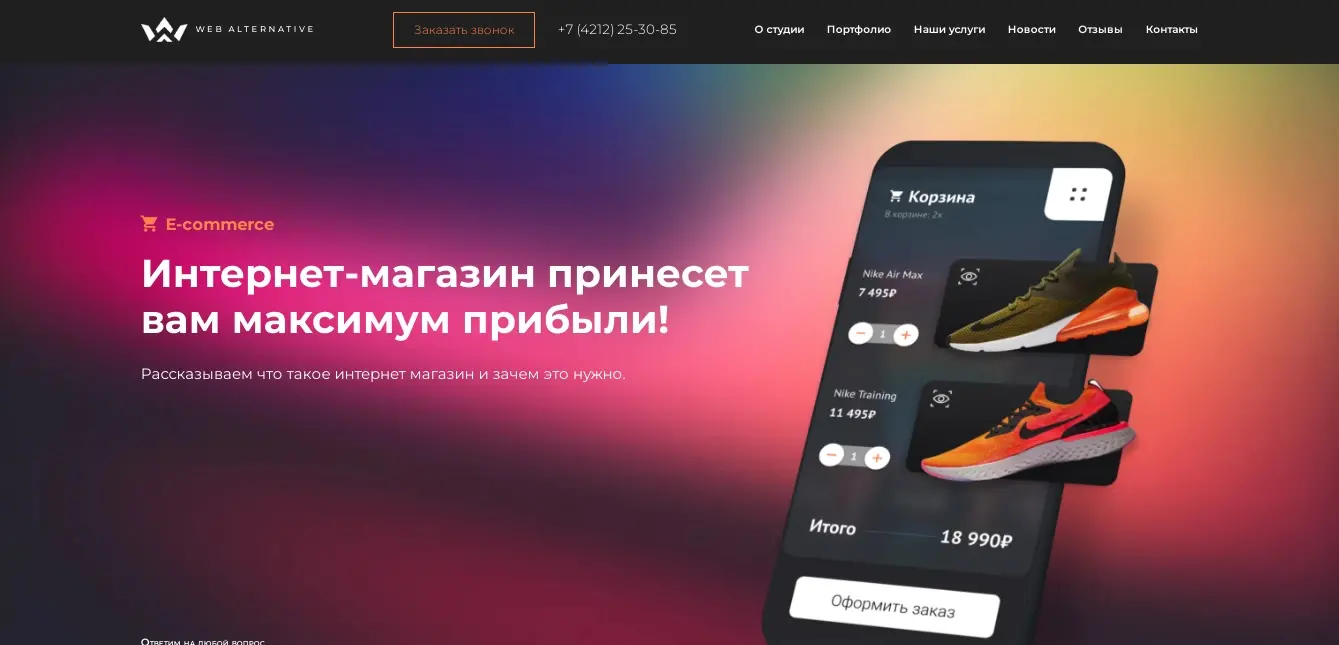 WEB ALTERNATIVE
Заказать звонок
+7 (4212) 25-30-85
О студии
Портфолио
Наши услуги
Новости
Отзывы
Контакты
E-commerce
Интернет-магазин принесет
вам максимум прибыли!
Рассказываем что такое интернет магазин и зачем это нужно.
Корзина
В корзине: 2х
Nike Air Max
7 495₽
1
Nike Training
11 495₽
1
Итого
18 990₽
Оформить заказ
Ответим на любой вопрос